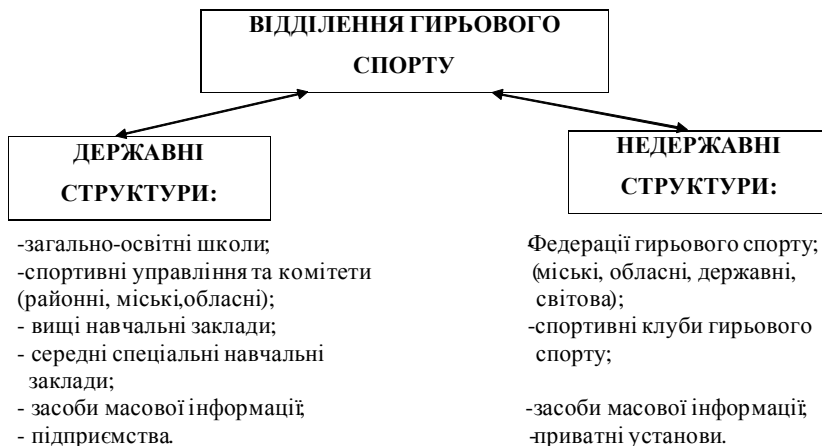 ВІДДІЛЕННЯ ГИРЬОВОГО
СПОРТУ
ДЕРЖАВНІ
СТРУКТУРИ:
-загально-освітні школи;
-спортивні управління та комітети
(районні, міські,обласні);
- вищі навчальні заклади;
- середні спеціальні навчальні
заклади;
- засоби масової інформації;
- підприємства.
НЕДЕРЖАВНІ
СТРУКТУРИ:
-Федерації гирьового спорту;
(міські, обласні, державні,
світова);
-спортивні клуби гирьового
спорту;
-засоби масової інформації;
-приватні установи.